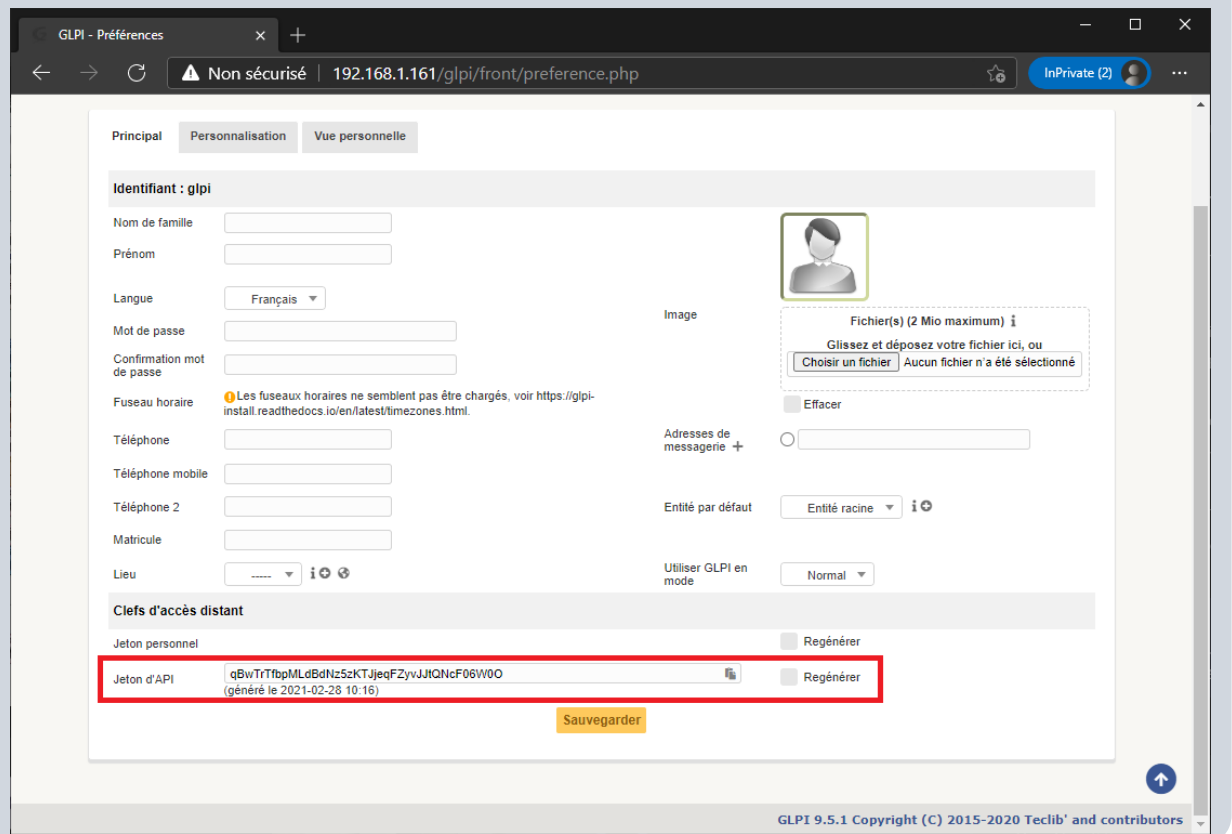 GLPI - Préférences
Non sécurisé | 192.168.1.161/glpi/front/preference.php
InPrivate (2)
Principal Personnalisation Vue personnelle
Identifiant : glpi
Nom de famille
Prénom
Langue Français
Mot de passe
Confirmation mot
de passe
Fuseau horaire
Les fuseaux horaires ne semblent pas être chargés, voir https://glpi-
install.readthedocs.io/en/latest/timezones.html.
Téléphone
Téléphone mobile
Téléphone 2
Matricule
Lieu -----
Image
Fichier(s) (2 Mio maximum)
Glissez et déposez votre fichier ici, ou
Choisir un fichier Aucun fichier n'a été sélectionné
Effacer
Adresses de
messagerie
Entité par défaut Entité racine
Utiliser GLPI en
mode
Normal
Clefs d'accès distant
Jeton personnel Regénérer
Jeton d'API qBwTrTfbpMLdBdNz5zKTJjeqFZyvJJtQNcF06W0O Regénérer
(généré le 2021-02-28 10:16)
Sauvegarder
GLPI 9.5.1 Copyright (C) 2015-2020 Teclib' and contributors